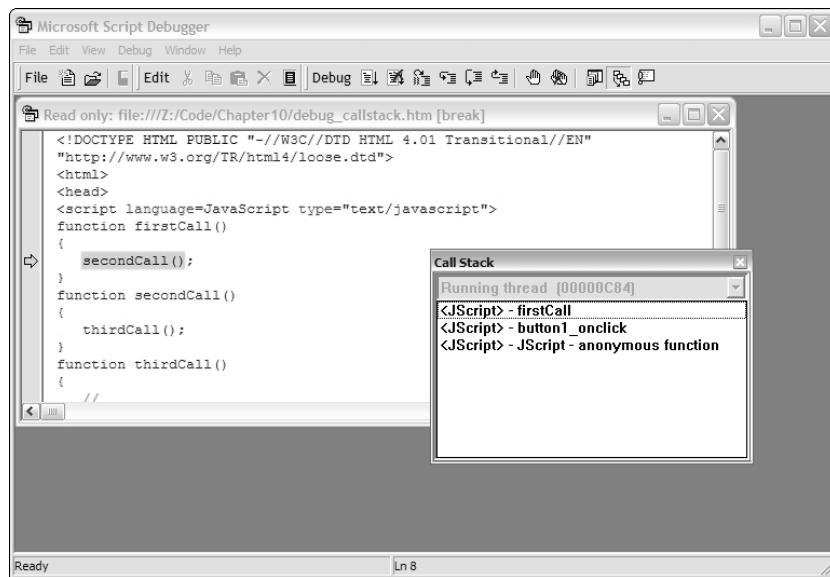 Microsoft Script Debugger
File Edit View Debug Window Help
File Edit Debug
Read only: file:///Z:/Code/Chapter10/debug_callstack.htm [break]
<!DOCTYPE HTML PUBLIC "-//W3C//DTD HTML 4.01 Transitional//EN"
"http://www.w3.org/TR/html4/loose.dtd">
<html>
<head>
<script language=JavaScript type="text/javascript">
function firstCall()
{
secondCall();
}
function secondCall()
{
thirdCall();
}
function thirdCall()
{
//
Call Stack
Running thread (00000C84)
<JScript> - firstCall
<JScript> - button1_onclick
<JScript> - JScript - anonymous function
Ready
Ln 8